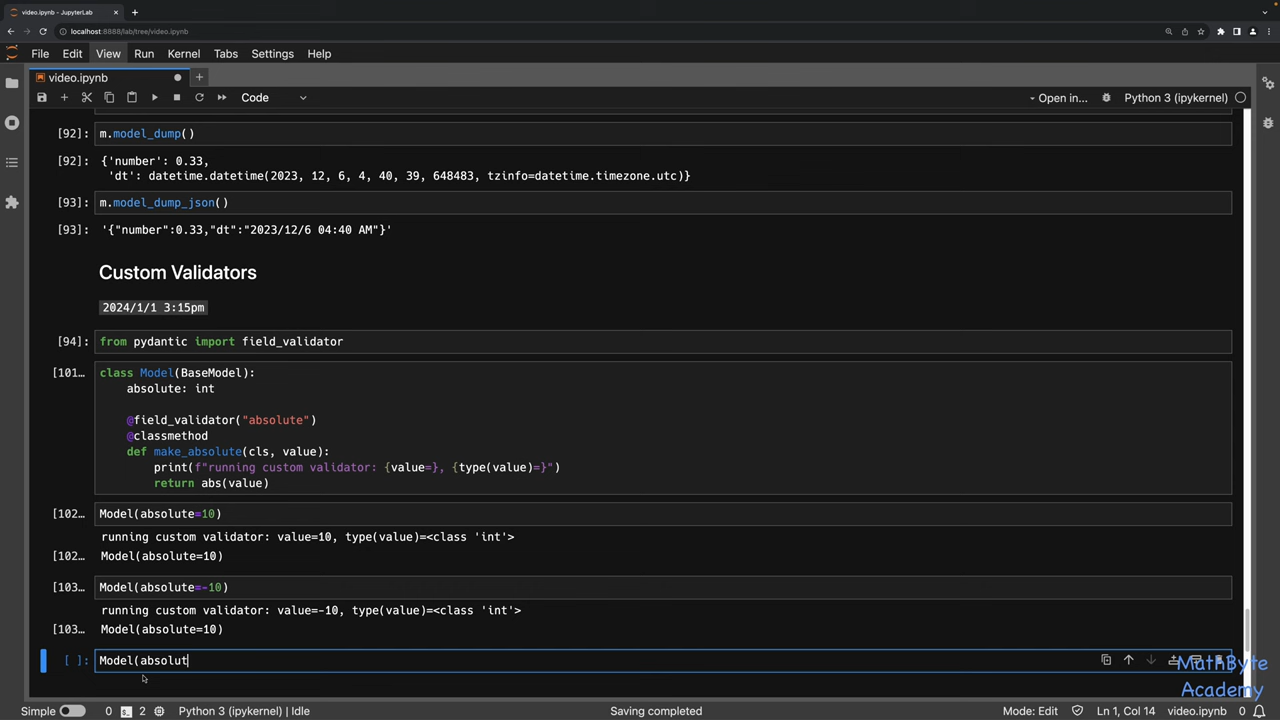 video.ipynb - JupyterLab
localhost:8888/lab/tree/video.ipynb
File Edit View Run Kernel Tabs Settings Help
video.ipynb
Code
Open in...
Python 3 (ipykernel)
[92]: m.model_dump()
[92]: {'number': 0.33,
'dt': datetime.datetime(2023, 12, 6, 4, 40, 39, 648483, tzinfo=datetime.timezone.utc)}
[93]: m.model_dump_json()
[93]: '{"number":0.33,"dt":"2023/12/6 04:40 AM"}'
Custom Validators
2024/1/1 3:15pm
[94]: from pydantic import field_validator
[101… class Model(BaseModel):
absolute: int
@field_validator("absolute")
@classmethod
def make_absolute(cls, value):
print(f"running custom validator: {value=}, {type(value)=}")
return abs(value)
[102… Model(absolute=10)
running custom validator: value=10, type(value)=<class 'int'>
[102… Model(absolute=10)
[103… Model(absolute=-10)
running custom validator: value=-10, type(value)=<class 'int'>
[103… Model(absolute=10)
[ ]: Model(absolut
MathByte
Academy
Simple 0 2 Python 3 (ipykernel) | Idle Saving completed Mode: Edit Ln 1, Col 14 video.ipynb 0